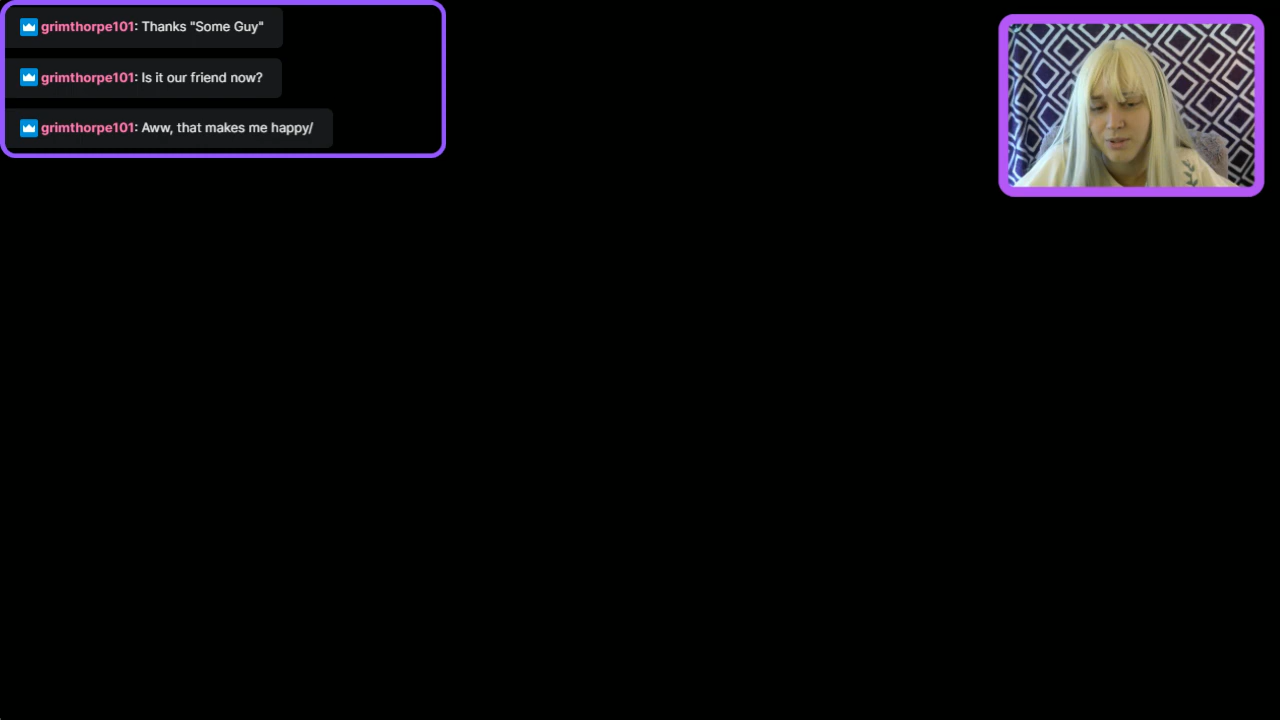 grimthorpe101: Thanks "Some Guy"
grimthorpe101: Is it our friend now?
grimthorpe101: Aww, that makes me happy/